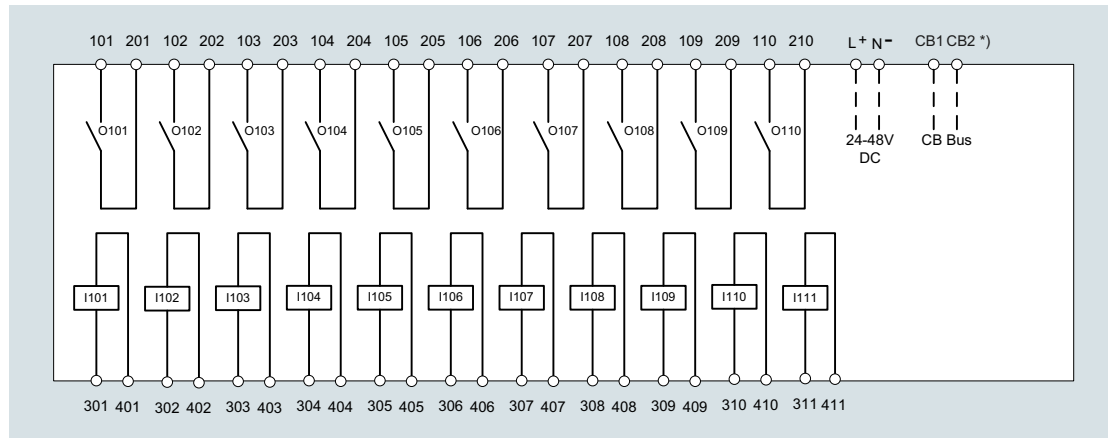 101 201 102 202 103 203 104 204 105 205 106 206 107 207 108 208 109 209 110 210 L+ N- CB1 CB2 *)
O101 O102 O103 O104 O105 O106 O107 O108 O109 O110
24-48V CB Bus
DC
I101 I102 I103 I104 I105 I106 I107 I108 I109 I110 I111
301 401 302 402 303 403 304 404 305 405 306 406 307 407 308 408 309 409 310 410 311 411